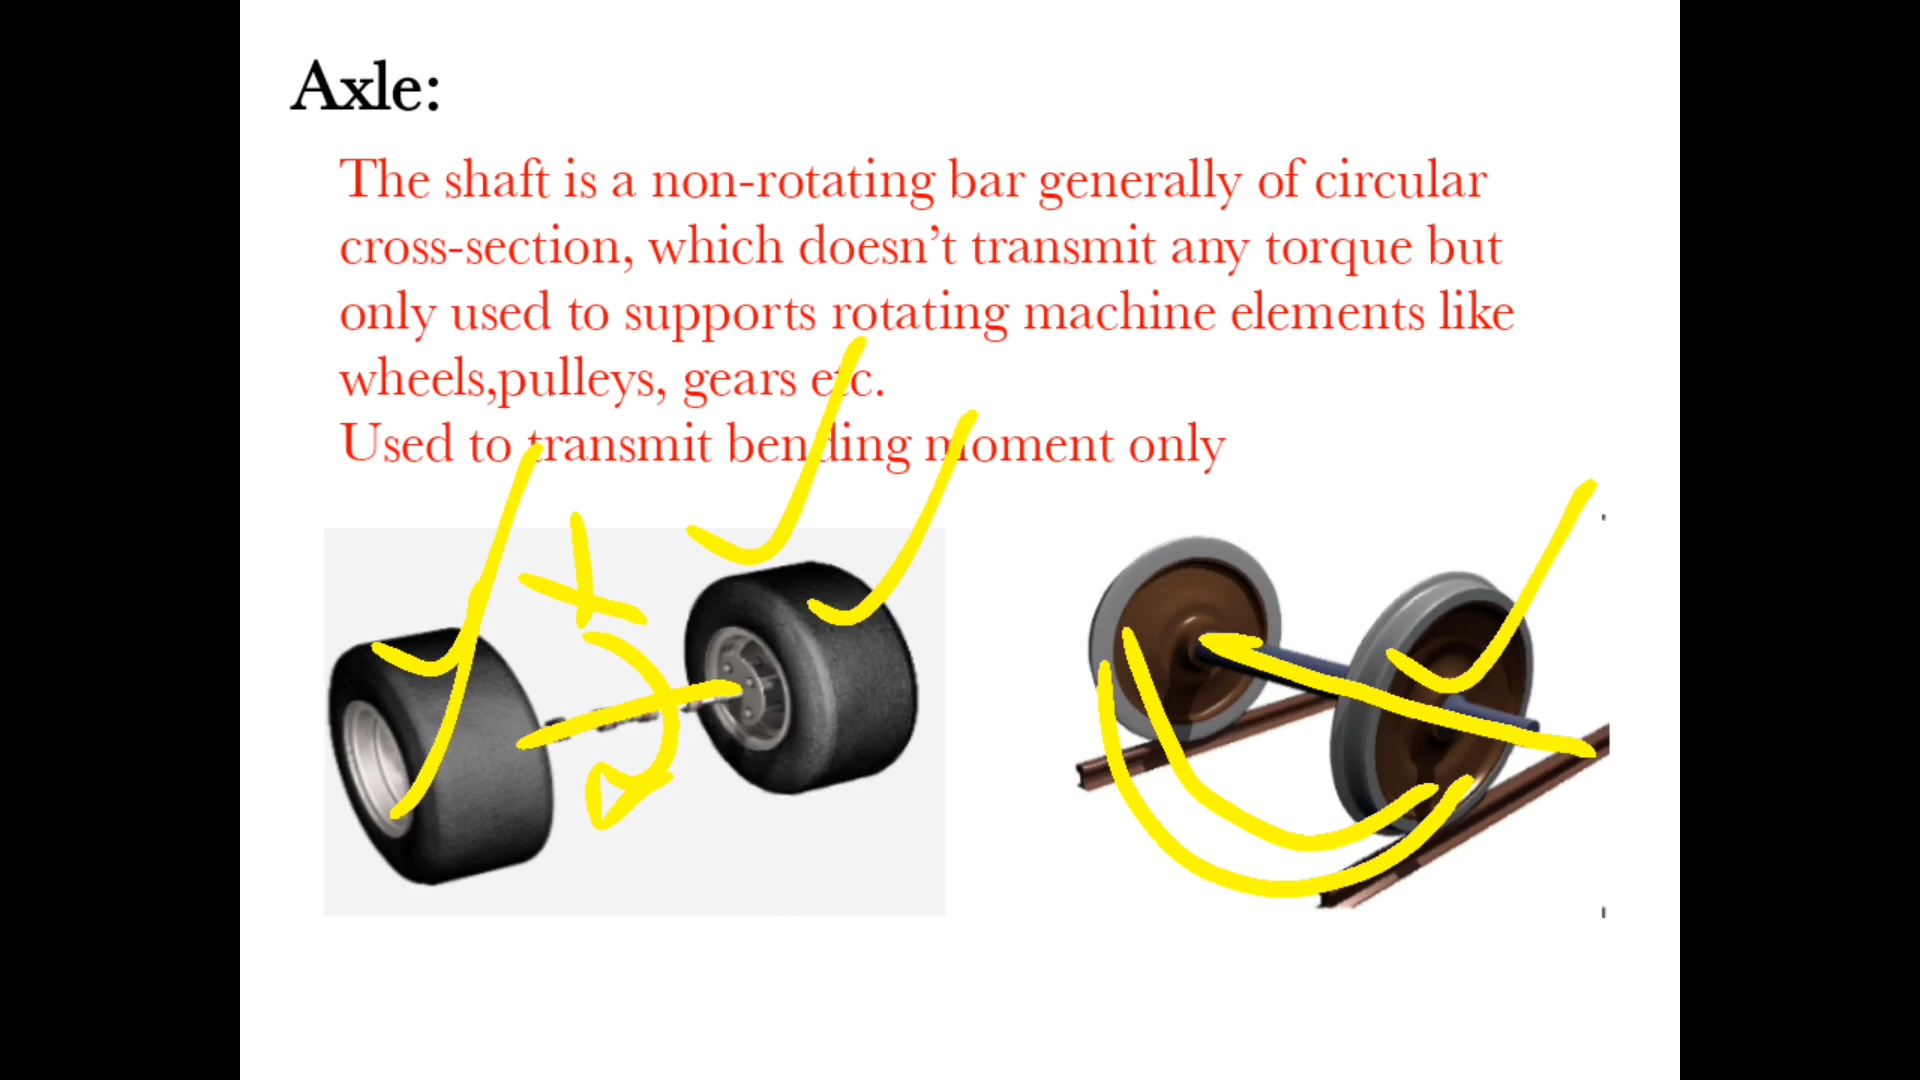 Axle:
The shaft is a non-rotating bar generally of circular
cross-section, which doesn’t transmit any torque but
only used to supports rotating machine elements like
wheels,pulleys, gears etc.
Used to transmit bending moment only